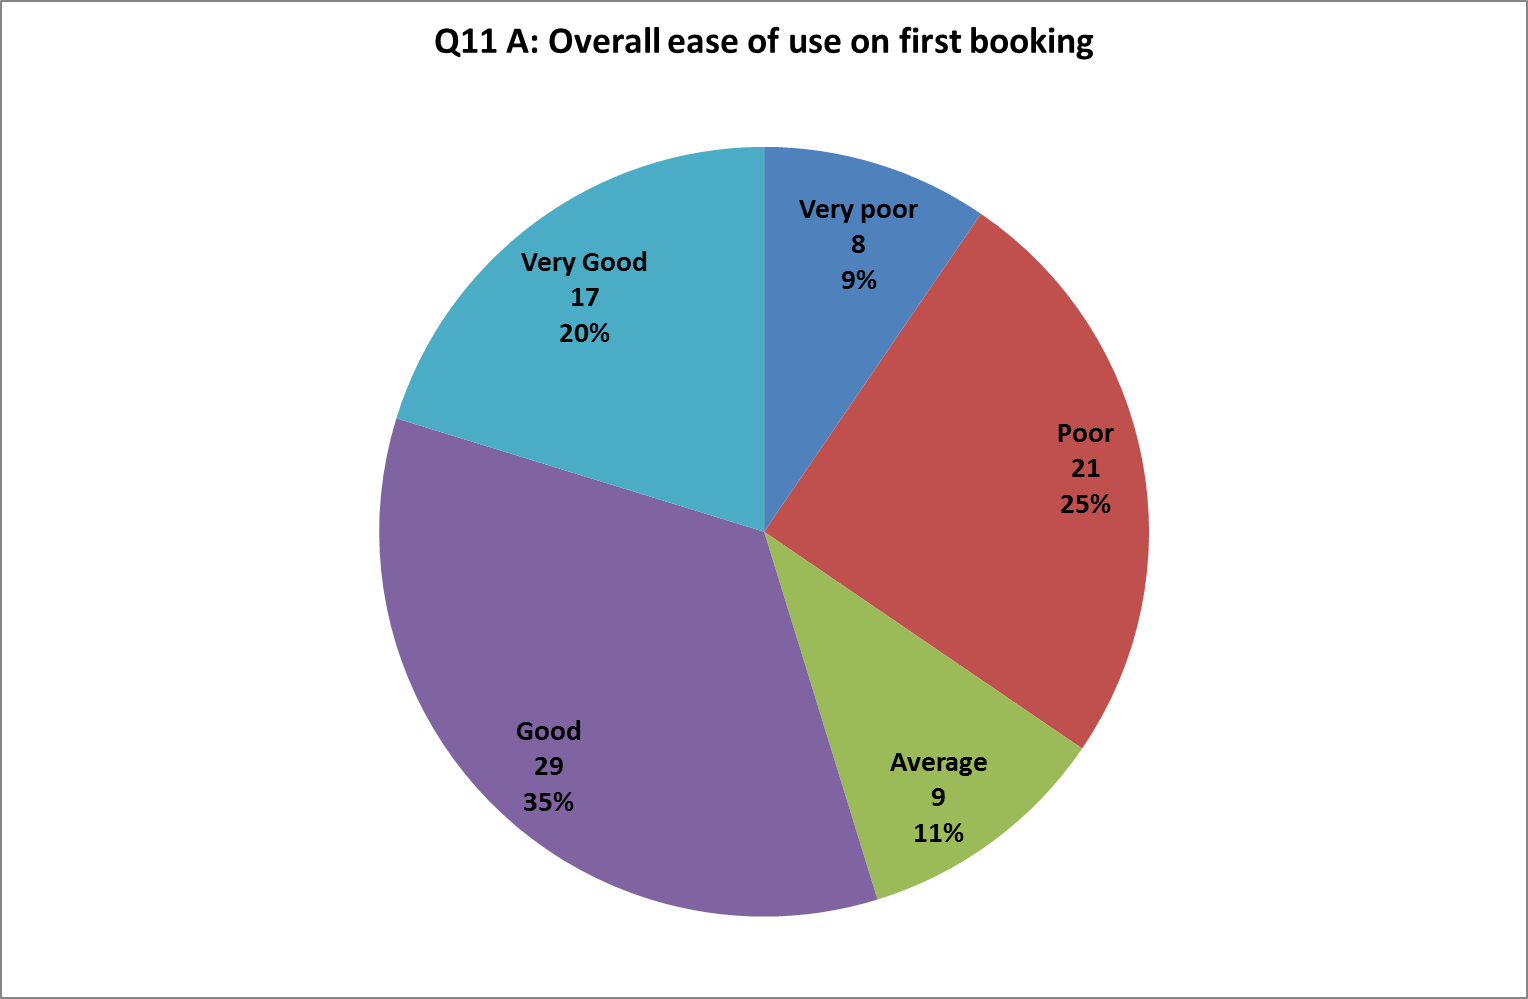 Q11 A: Overall ease of use on first booking
Very poor
8
9%
Poor
21
25%
Average
9
11%
Good
29
35%
Very Good
17
20%